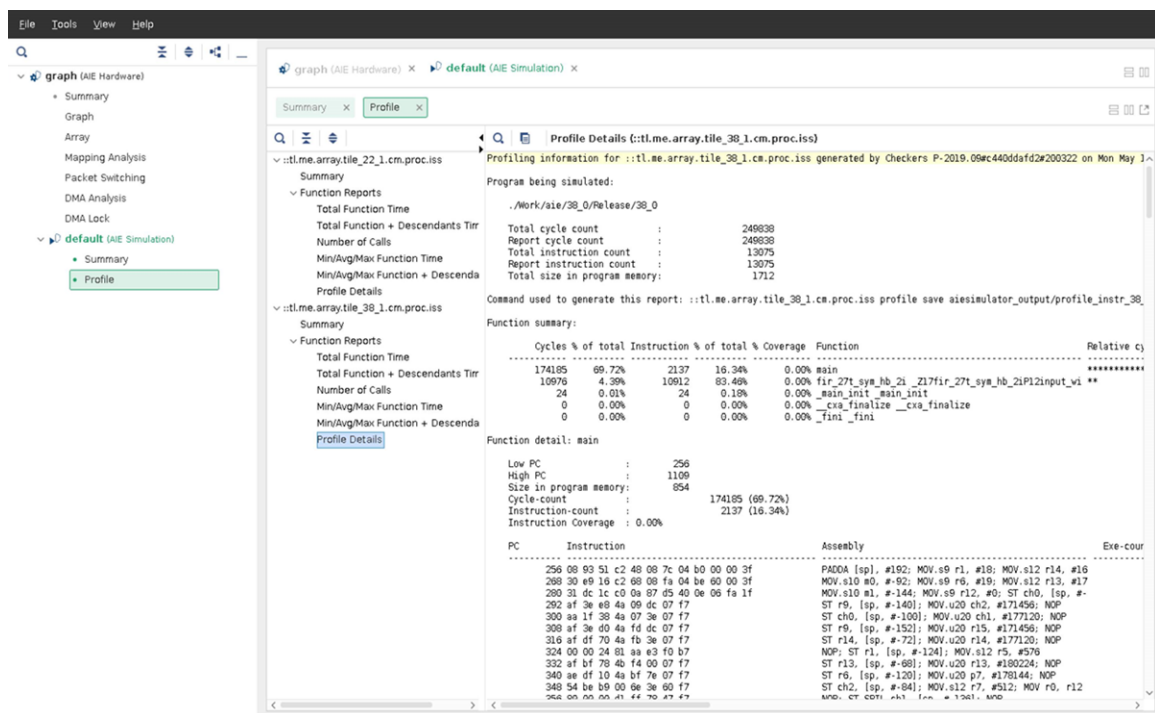 File Tools View Help
graph (AIE Hardware)
Summary
Graph
Array
Mapping Analysis
Packet Switching
DMA Analysis
DMA Lock
default (AIE Simulation)
Summary
Profile
graph (AIE Hardware) × default (AIE Simulation) ×
Summary × Profile ×
::tl.me.array.tile_22_1.cm.proc.iss
Summary
Function Reports
Total Function Time
Total Function + Descendants Tim
Number of Calls
Min/Avg/Max Function Time
Min/Avg/Max Function + Descenda
Profile Details
::tl.me.array.tile_38_1.cm.proc.iss
Summary
Function Reports
Total Function Time
Total Function + Descendants Tim
Number of Calls
Min/Avg/Max Function Time
Min/Avg/Max Function + Descenda
Profile Details
Profile Details (::tl.me.array.tile_38_1.cm.proc.iss)
Profiling information for ::tl.me.array.tile_38_1.cm.proc.iss generated by Checkers P-2019.09#c440ddafd2#200322 on Mon May
Program being simulated:
./Work/aie/38_0/Release/38_0
Total cycle count : 249838
Report cycle count : 249838
Total instruction count : 13075
Report instruction count : 13075
Total size in program memory: 1712
Command used to generate this report: ::tl.me.array.tile_38_1.cm.proc.iss profile save aiesimulator_output/profile_instr_38_
Function summary:
Cycles % of total Instruction % of total % Coverage Function Relative cy
174185 69.72% 2137 16.34% 0.00% main ***********
10976 4.39% 10912 83.46% 0.00% fir_27t_sym_hb_2i _Z17fir_27t_sym_hb_2iP12input_wi **
24 0.01% 24 0.18% 0.00% _main_init _main_init
0 0.00% 0 0.00% 0.00% __cxa_finalize __cxa_finalize
0 0.00% 0 0.00% 0.00% _fini _fini
Function detail: main
Low PC : 256
High PC : 1109
Size in program memory: 854
Cycle-count : 174185 (69.72%)
Instruction-count : 2137 (16.34%)
Instruction Coverage : 0.00%
PC Instruction Assembly Exe-coun
256 08 93 51 c2 48 08 7c 04 b0 00 00 3f PADDA [sp], #192; MOV.s9 r1, #18; MOV.s12 r14, #16
268 30 e9 16 c2 68 08 fa 04 be 60 00 3f MOV.s10 m0, #-92; MOV.s9 r6, #19; MOV.s12 r13, #17
280 31 dc 1c c0 0a 87 d5 40 0e 06 fa 1f MOV.s10 m1, #-144; MOV.s9 r12, #0; ST ch0, [sp, #-
292 af 3e e8 4a 09 dc 07 f7 ST r9, [sp, #-140]; MOV.u20 ch2, #171456; NOP
300 aa 1f 38 4a 07 3e 07 f7 ST ch0, [sp, #-100]; MOV.u20 ch1, #177120; NOP
308 af 3e d0 4a fd dc 07 f7 ST r9, [sp, #-152]; MOV.u20 r15, #171456; NOP
316 af df 70 4a fb 3e 07 f7 ST r14, [sp, #-72]; MOV.u20 r14, #177120; NOP
324 00 00 24 81 aa e3 f0 b7 NOP; ST r1, [sp, #-124]; MOV.s12 r5, #576
332 af bf 78 4b f4 00 07 f7 ST r13, [sp, #-68]; MOV.u20 r13, #180224; NOP
340 ae df 10 4a bf 7e 07 f7 ST r6, [sp, #-120]; MOV.u20 p7, #178144; NOP
348 54 be b9 00 6e 3e 60 f7 ST ch2, [sp, #-84]; MOV.s12 r7, #512; MOV r0, r12